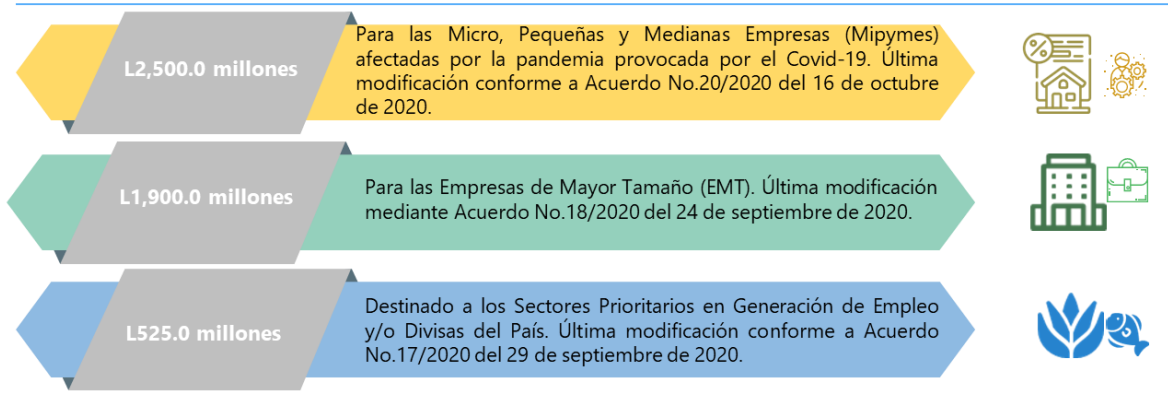 L2,500.0 millones
Para las Micro, Pequeñas y Medianas Empresas (Mipymes)
afectadas por la pandemia provocada por el Covid-19. Última
modificación conforme a Acuerdo No.20/2020 del 16 de octubre
de 2020.
L1,900.0 millones
Para las Empresas de Mayor Tamaño (EMT). Última modificación
mediante Acuerdo No.18/2020 del 24 de septiembre de 2020.
L525.0 millones
Destinado a los Sectores Prioritarios en Generación de Empleo
y/o Divisas del País. Última modificación conforme a Acuerdo
No.17/2020 del 29 de septiembre de 2020.